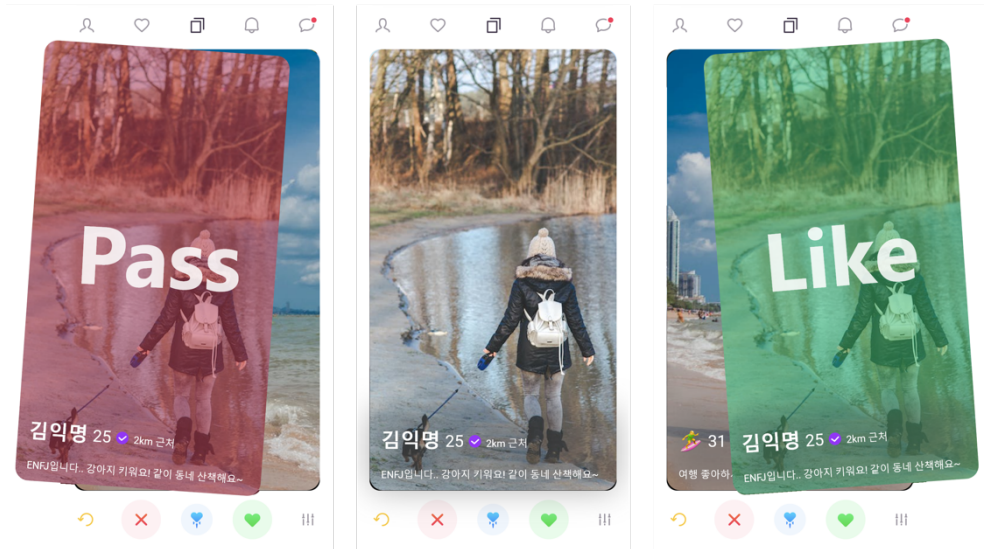 Pass
김익명 25 2km 근처
ENFJ입니다.. 강아지 키워요! 같이 동네 산책해요~
김익명 25 2km 근처
ENFJ입니다.. 강아지 키워요! 같이 동네 산책해요~
Like
31
여행 좋아하
김익명 25 2km 근처
ENFJ입니다.. 강아지 키워요! 같이 동네 산책해요~